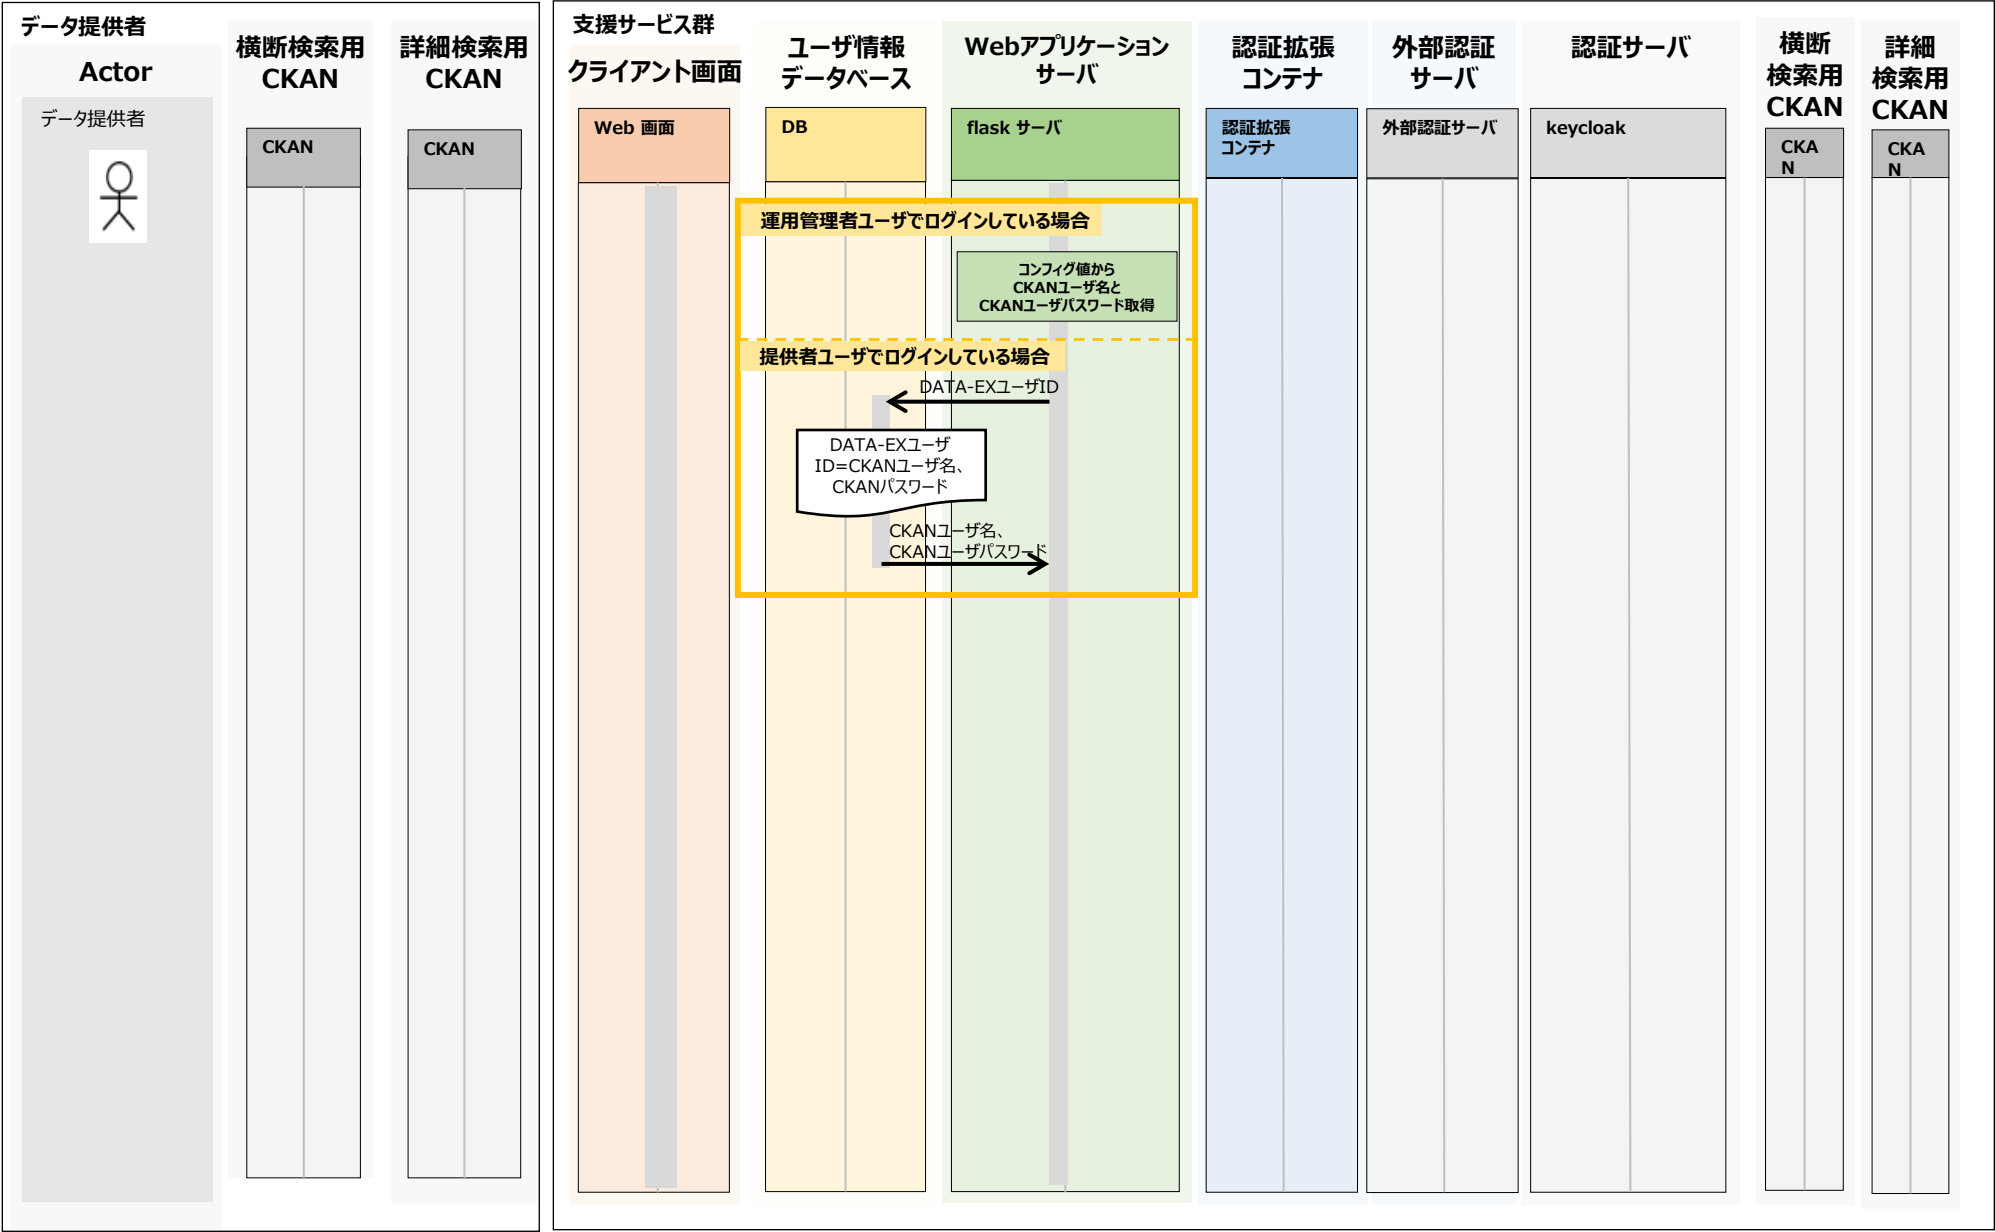 データ提供者
Actor
データ提供者
横断検索用
CKAN
CKAN
詳細検索用
CKAN
CKAN
支援サービス群
クライアント画面
Web 画面
ユーザ情報
データベース
DB
Webアプリケーション
サーバ
flask サーバ
認証拡張
コンテナ
認証拡張
コンテナ
外部認証
サーバ
外部認証サーバ
認証サーバ
keycloak
横断
検索用
CKAN
CKA
N
詳細
検索用
CKAN
CKA
N
運用管理者ユーザでログインしている場合
コンフィグ値から
CKANユーザ名と
CKANユーザパスワード取得
提供者ユーザでログインしている場合
DATA-EXユーザID
DATA-EXユーザ
ID=CKANユーザ名、
CKANパスワード
CKANユーザ名、
CKANユーザパスワード